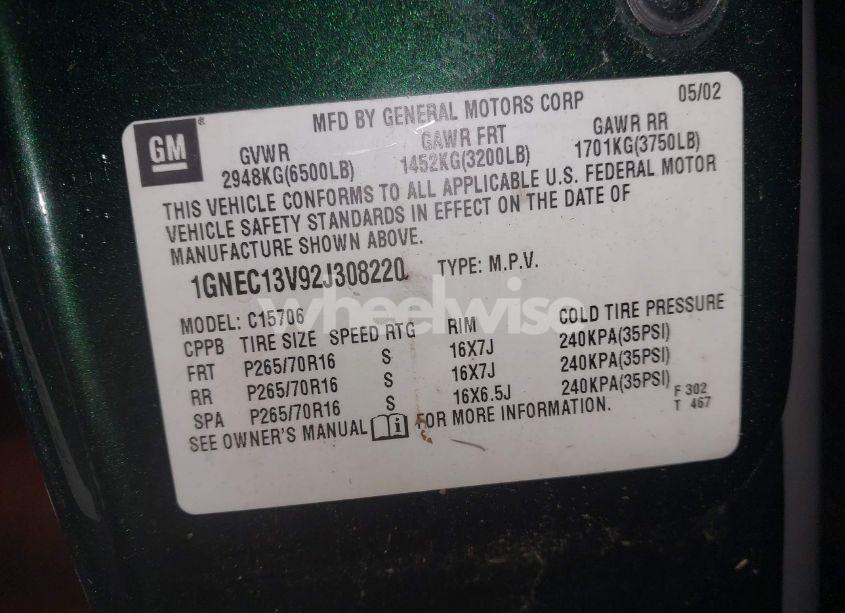 MFD BY GENERAL MOTORS CORP 05/02
GM ®
GVWR GAWR FRT GAWR RR
2948KG(6500LB) 1452KG(3200LB) 1701KG(3750LB)
THIS VEHICLE CONFORMS TO ALL APPLICABLE U.S. FEDERAL MOTOR
VEHICLE SAFETY STANDARDS IN EFFECT ON THE DATE OF
MANUFACTURE SHOWN ABOVE.
1GNEC13V92J308220 TYPE: M.P.V.
wheelwise
MODEL: C15706
CPPB TIRE SIZE SPEED RTG RIM COLD TIRE PRESSURE
FRT P265/70R16 S 16X7J 240KPA(35PSI)
RR P265/70R16 S 16X7J 240KPA(35PSI)
SPA P265/70R16 S 16X6.5J 240KPA(35PSI)
SEE OWNER'S MANUAL i FOR MORE INFORMATION.
F 302
T 467